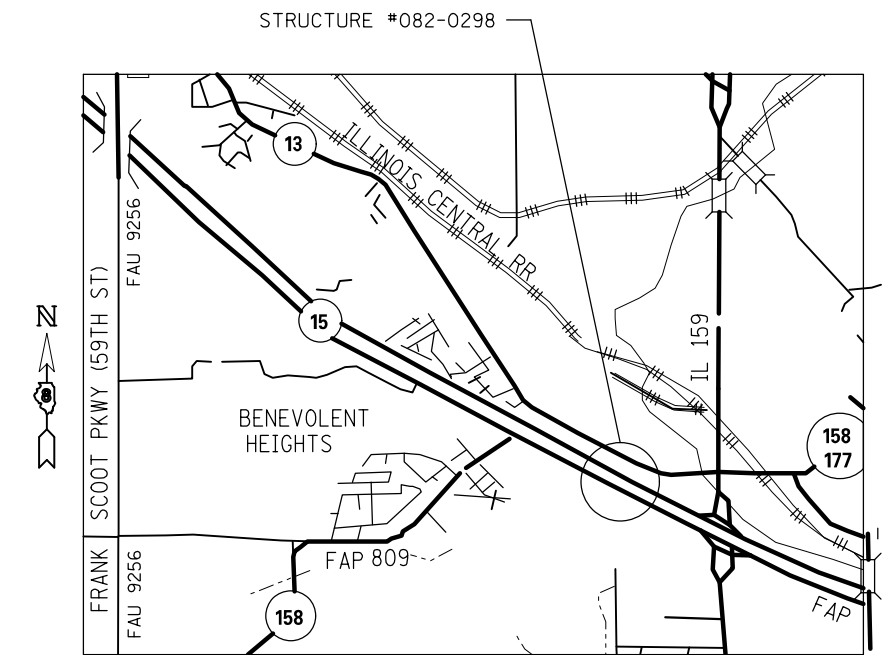 STRUCTURE #082-0298
13
ILLINOIS CENTRAL RR
FAU 9256
15
N
8
FRANK SCOOT PKWY (59TH ST)
IL 159
BENEVOLENT
HEIGHTS
158
177
FAP 809
FAU 9256
158
FAP